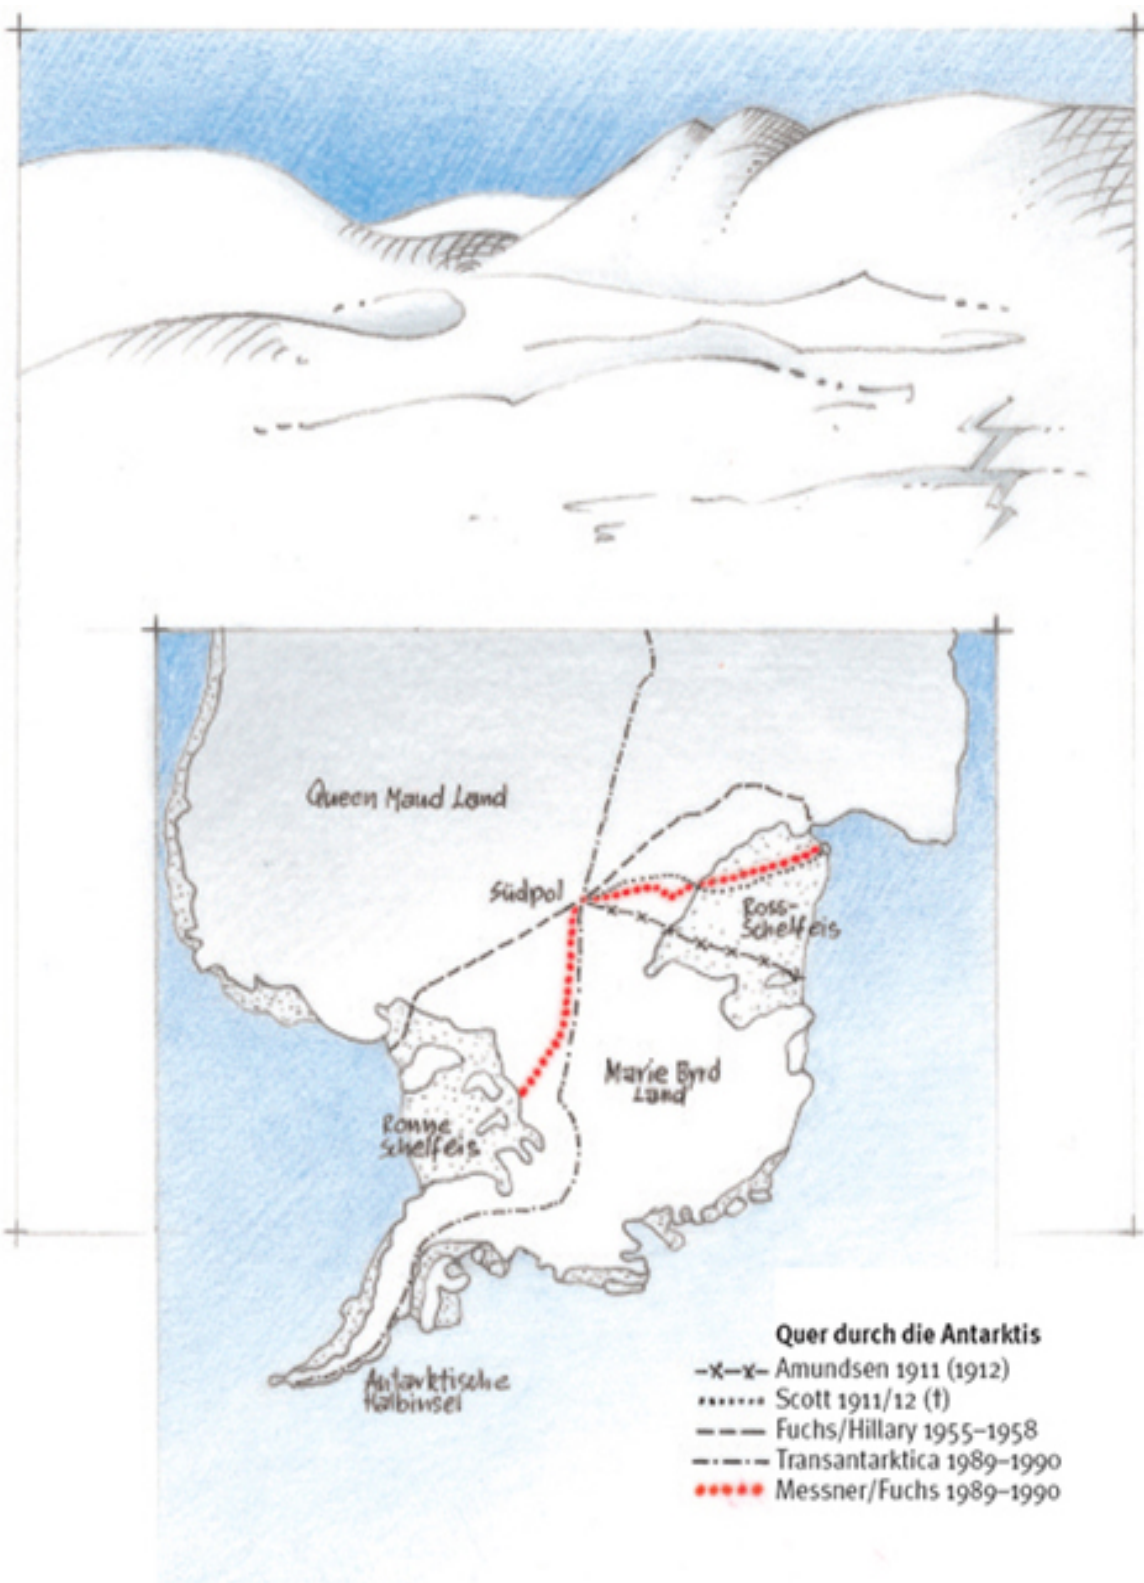 Queen Maud Land
Südpol
Ross-
Schelfeis
Marie Byrd
Land
Ronne
Schelfeis
Antarktische
Halbinsel
Quer durch die Antarktis
Amundsen 1911 (1912)
Scott 1911/12 (†)
Fuchs/Hillary 1955–1958
Transantarktica 1989–1990
Messner/Fuchs 1989–1990